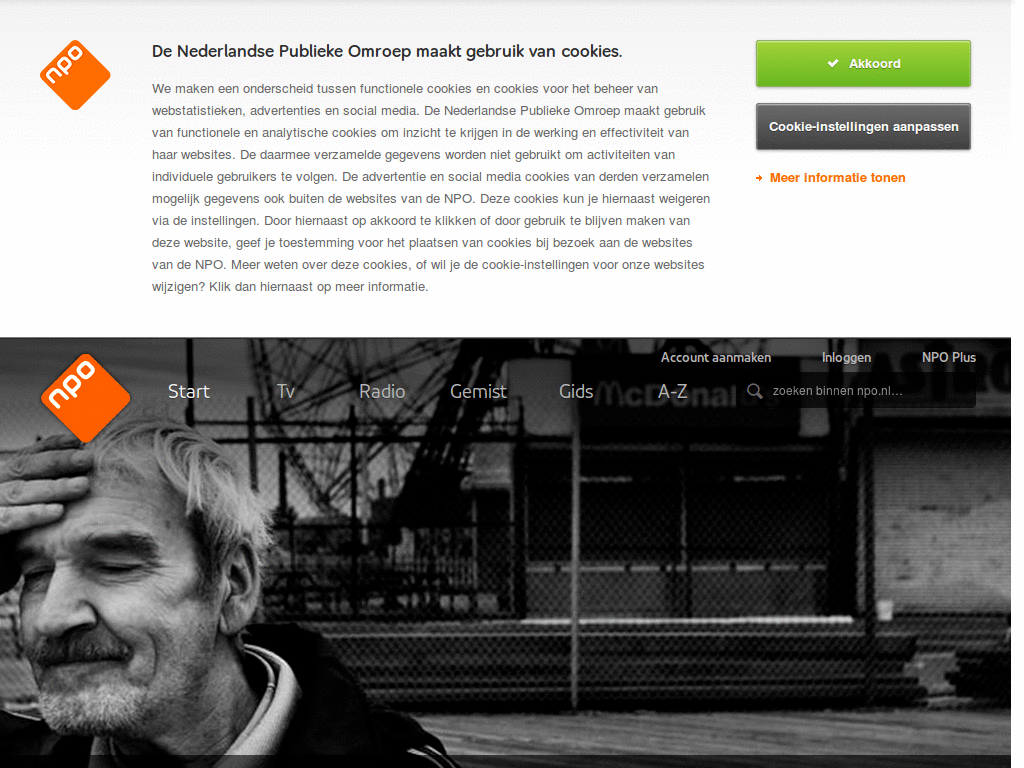 npo
De Nederlandse Publieke Omroep maakt gebruik van cookies.
We maken een onderscheid tussen functionele cookies en cookies voor het beheer van
webstatistieken, advertenties en social media. De Nederlandse Publieke Omroep maakt gebruik
van functionele en analytische cookies om inzicht te krijgen in de werking en effectiviteit van
haar websites. De daarmee verzamelde gegevens worden niet gebruikt om activiteiten van
individuele gebruikers te volgen. De advertentie en social media cookies van derden verzamelen
mogelijk gegevens ook buiten de websites van de NPO. Deze cookies kun je hiernaast weigeren
via de instellingen. Door hiernaast op akkoord te klikken of door gebruik te blijven maken van
deze website, geef je toestemming voor het plaatsen van cookies bij bezoek aan de websites
van de NPO. Meer weten over deze cookies, of wil je de cookie-instellingen voor onze websites
wijzigen? Klik dan hiernaast op meer informatie.
Akkoord
Cookie-instellingen aanpassen
Meer informatie tonen
Account aanmaken Inloggen NPO Plus
npo
Start Tv Radio Gemist Gids A-Z zoeken binnen npo.nl...
McDonal